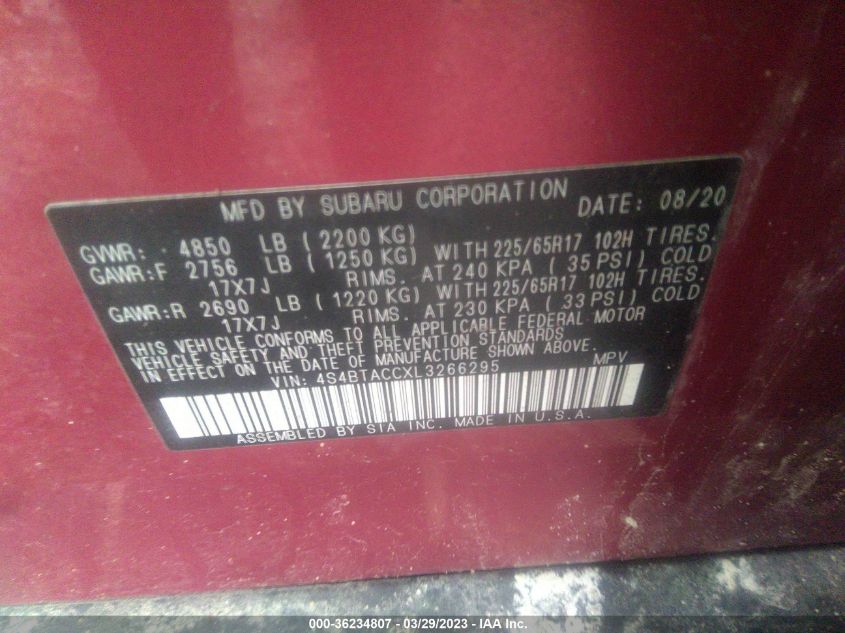 MFD BY SUBARU CORPORATION DATE: 08/20
GVWR: 4850 LB ( 2200 KG)
GAWR:F 2756 LB ( 1250 KG) WITH 225/65R17 102H TIRES.
17X7J RIMS. AT 240 KPA ( 35 PSI) COLD
GAWR:R 2690 LB ( 1220 KG) WITH 225/65R17 102H TIRES.
17X7J RIMS. AT 230 KPA ( 33 PSI) COLD
THIS VEHICLE CONFORMS TO ALL APPLICABLE FEDERAL MOTOR
VEHICLE SAFETY AND THEFT PREVENTION STANDARDS
IN EFFECT ON THE DATE OF MANUFACTURE SHOWN ABOVE.
VIN: 4S4BTACCXL3266295 MPV
ASSEMBLED BY SIA INC. MADE IN U.S.A.
000-36234807 - 03/29/2023 - IAA Inc.